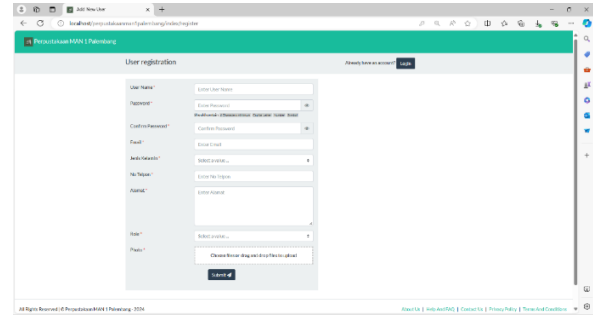 Add New User
localhost/perpustakaanman1palembang/index/register
Perpustakaan MAN 1 Palembang
User registration
Already have an account? Login
User Name *
Enter User Name
Password *
Enter Password
Confirm Password *
Confirm Password
Email *
Enter Email
Jenis Kelamin *
Select a value...
No Telpon *
Enter No Telpon
Alamat *
Enter Alamat
Role *
Select a value...
Photo *
Choose files or drag and drop files to upload
Submit
All Rights Reserved | © Perpustakaan MAN 1 Palembang - 2024
About Us | Help And FAQ | Contact Us | Privacy Policy | Terms And Conditions